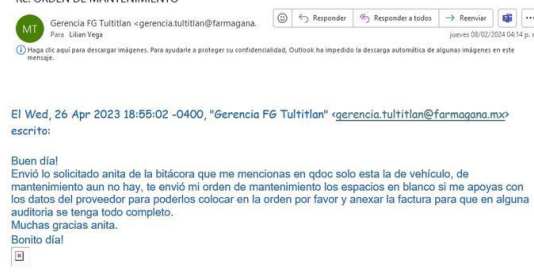 RE: ORDEN DE MANTENIMIENTO
MT
Gerencia FG Tultitlan <gerencia.tultitlan@farmagana.
Responder
Responder a todos
Reenviar
Para Lilian Vega
jueves 08/02/2024 04:14 p.
Haga clic aquí para descargar imágenes. Para ayudarle a proteger su confidencialidad, Outlook ha impedido la descarga automática de algunas imágenes en este
mensaje.
El Wed, 26 Apr 2023 18:55:02 -0400, "Gerencia FG Tultitlan" <gerencia.tultitlan@farmagana.mx>
escrito:
Buen día!
Envió lo solicitado anita de la bitácora que me mencionas en qdoc solo esta la de vehículo, de
mantenimiento aun no hay, te envió mi orden de mantenimiento los espacios en blanco si me apoyas con
los datos del proveedor para poderlos colocar en la orden por favor y anexar la factura para que en alguna
auditoria se tenga todo completo.
Muchas gracias anita.
Bonito día!